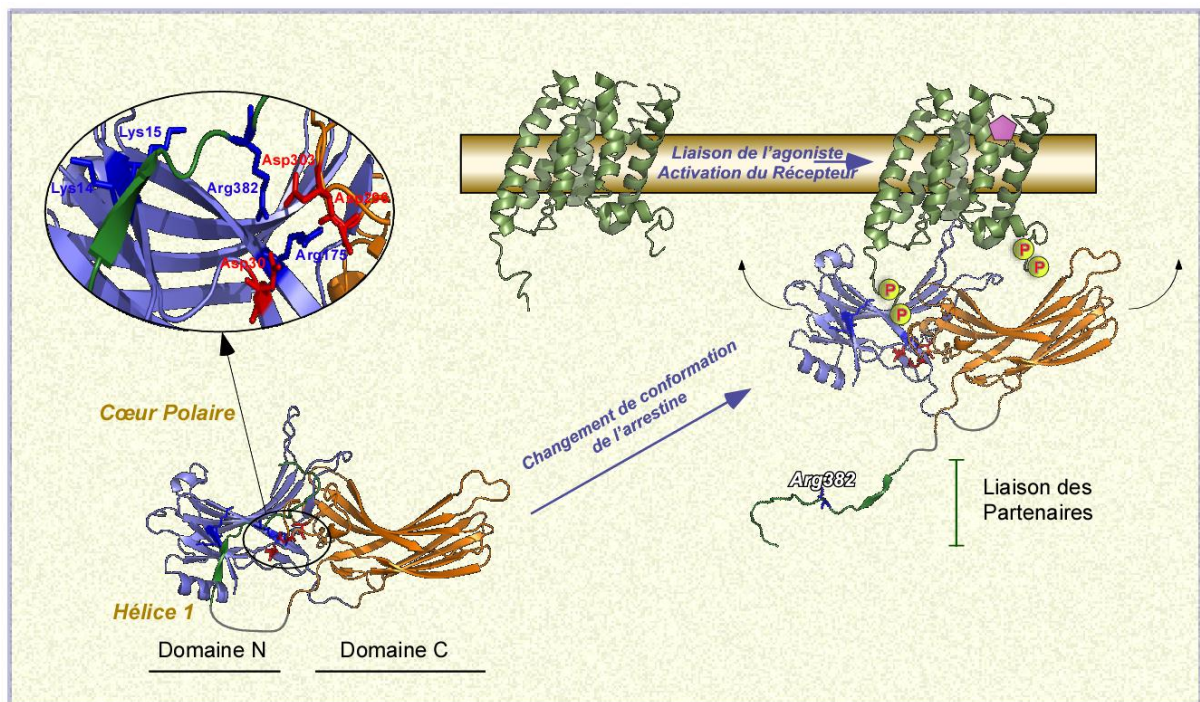 Lys15
Asp303
Lys14
Arg382
Arg175
Asp30
Liaison de l'agoniste
Activation du Récepteur
P
P
P
P
Cœur Polaire
Changement de conformation
de l'arrestine
Arg382
Liaison des
Partenaires
Hélice 1
Domaine N
Domaine C